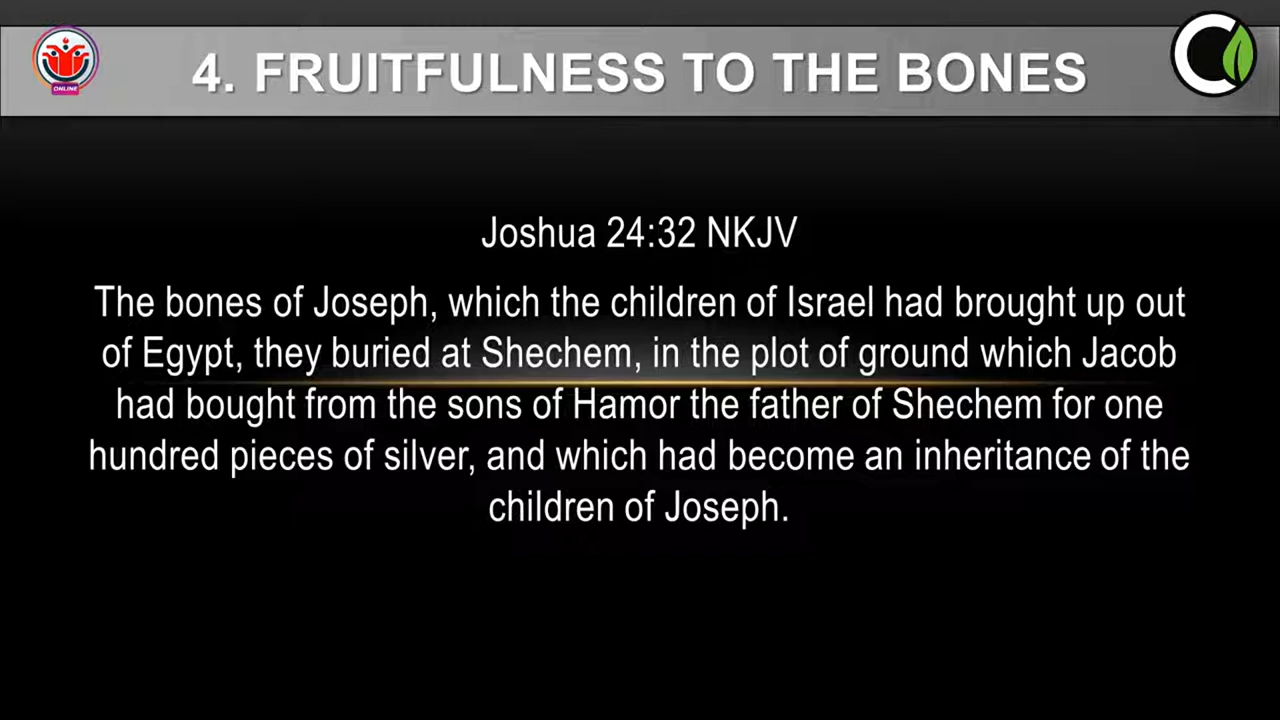 4. FRUITFULNESS TO THE BONES
ONLINE
Joshua 24:32 NKJV
The bones of Joseph, which the children of Israel had brought up out
of Egypt, they buried at Shechem, in the plot of ground which Jacob
had bought from the sons of Hamor the father of Shechem for one
hundred pieces of silver, and which had become an inheritance of the
children of Joseph.